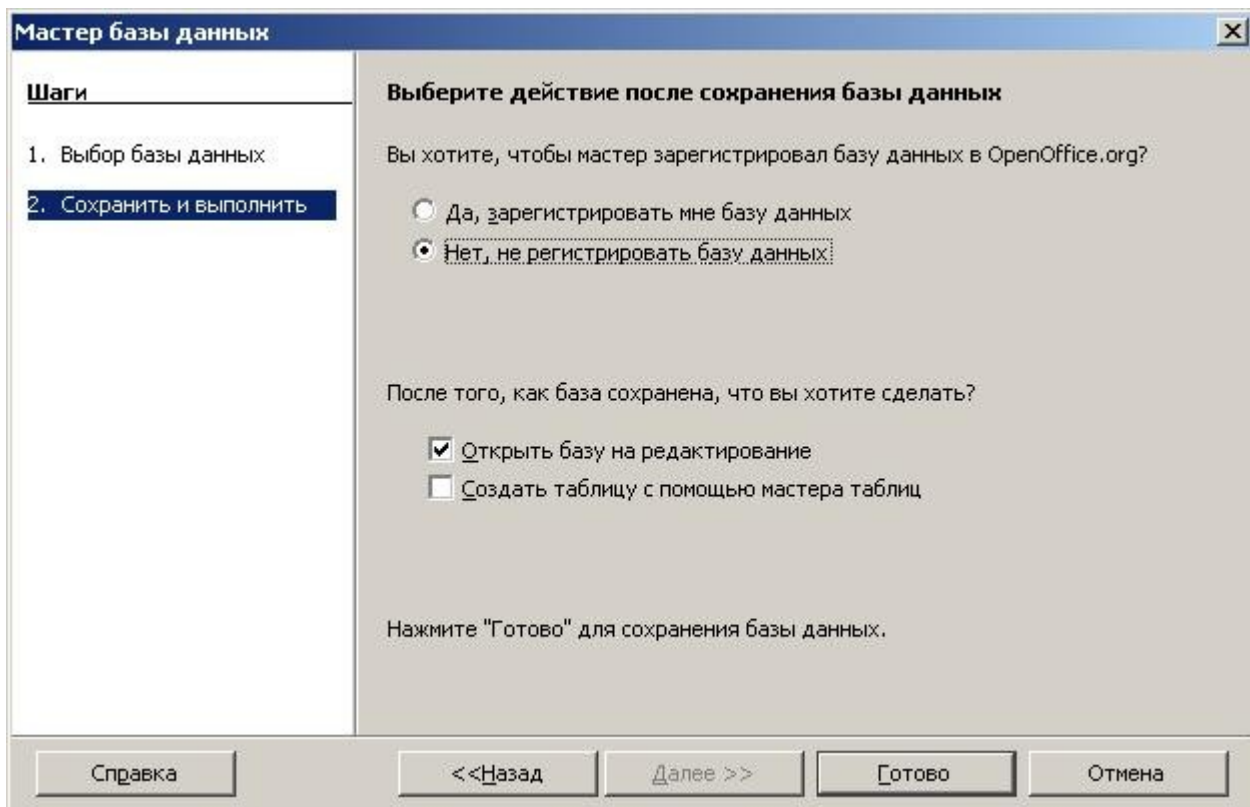 Мастер базы данных
Шаги
1. Выбор базы данных
2. Сохранить и выполнить
Выберите действие после сохранения базы данных
Вы хотите, чтобы мастер зарегистрировал базу данных в OpenOffice.org?
Да, зарегистрировать мне базу данных
Нет, не регистрировать базу данных
После того, как база сохранена, что вы хотите сделать?
Открыть базу на редактирование
Создать таблицу с помощью мастера таблиц
Нажмите "Готово" для сохранения базы данных.
Справка
<<Назад
Далее >>
Готово
Отмена